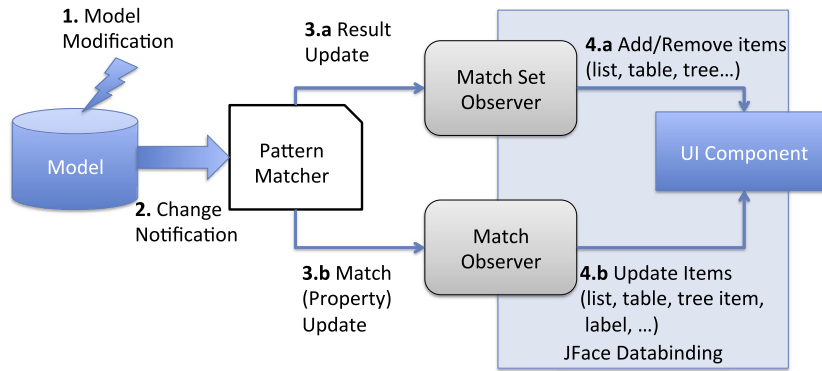 1. Model
Modification
Model
2. Change
Notification
Pattern
Matcher
3.a Result
Update
3.b Match
(Property)
Update
Match Set
Observer
Match
Observer
4.a Add/Remove items
(list, table, tree...)
UI Component
4.b Update Items
(list, table, tree item,
label, ...)
JFace Databinding